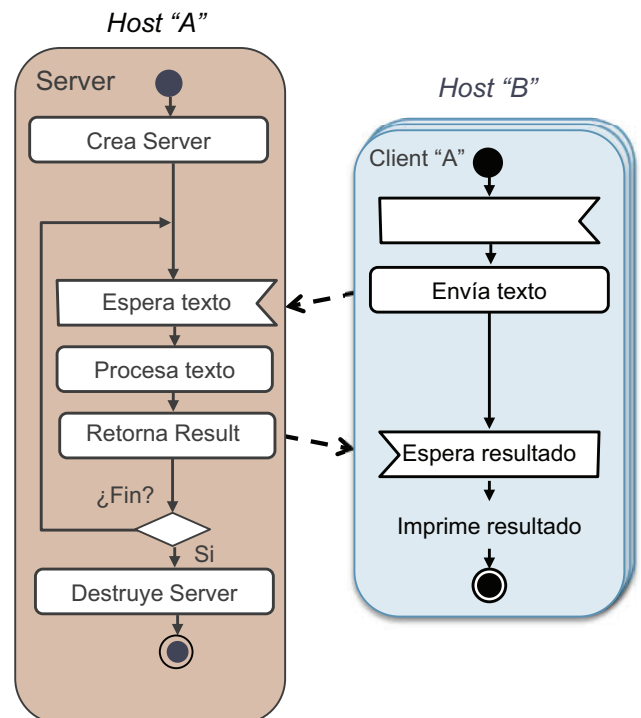 Host “A”
Server
Crea Server
Espera texto
Procesa texto
Retorna Result
¿Fin?
Si
Destruye Server
Host “B”
Client “A”
Envía texto
Espera resultado
Imprime resultado